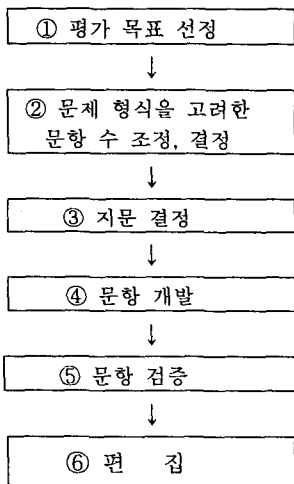 ① 평가 목표 선정
↓
② 문제 형식을 고려한
문항 수 조정, 결정
↓
③ 지문 결정
↓
④ 문항 개발
↓
⑤ 문항 검증
↓
⑥ 편 집